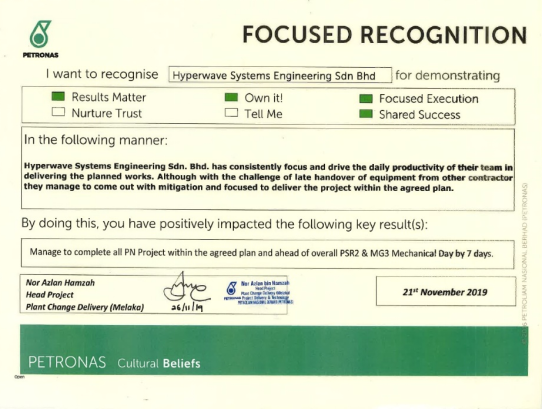 PETRONAS
FOCUSED RECOGNITION
I want to recognise Hyperwave Systems Engineering Sdn Bhd for demonstrating
Results Matter Own it! Focused Execution
Nurture Trust Tell Me Shared Success
In the following manner:
Hyperwave Systems Engineering Sdn. Bhd. has consistently focus and drive the daily productivity of their team in
delivering the planned works. Although with the challenge of late handover of equipment from other contractor
they manage to come out with mitigation and focused to deliver the project within the agreed plan.
By doing this, you have positively impacted the following key result(s):
Manage to complete all PN Project within the agreed plan and ahead of overall PSR2 & MG3 Mechanical Day by 7 days.
Nor Azlan Hamzah
Head Project
Plant Change Delivery (Melaka)
26/11/19
Nor Azlan bin Hamzah
Head Project
Plant Change Delivery
Project Delivery & Technology
21st November 2019
PETROLIAM NASIONAL BERHAD (PETRONAS)
PETRONAS Cultural Beliefs
Open